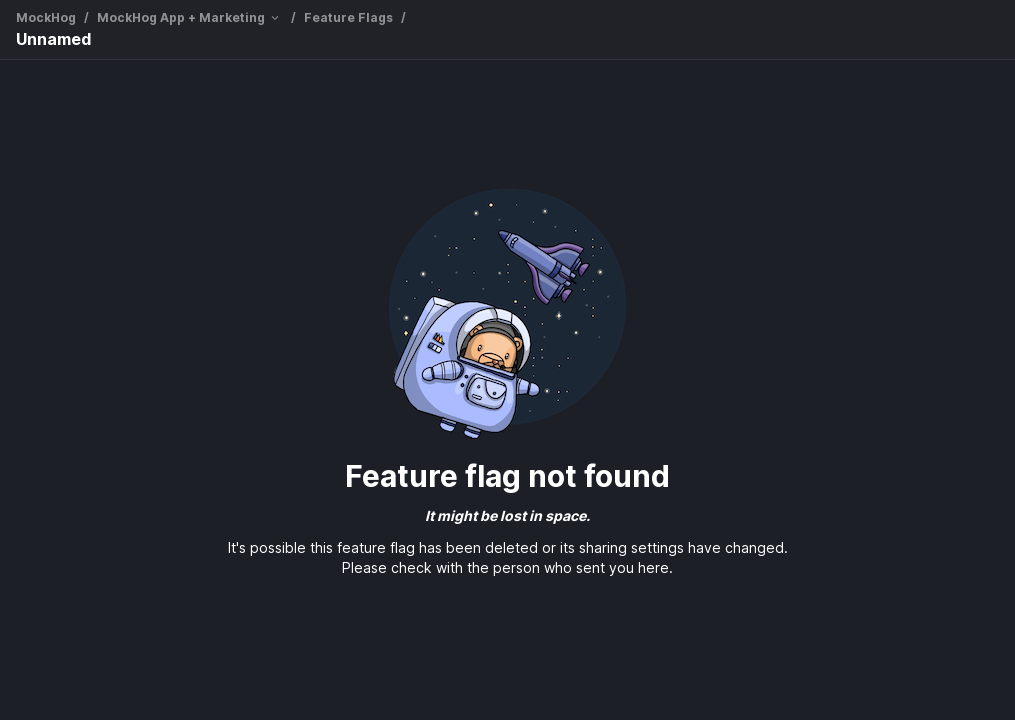 MockHog / MockHog App + Marketing / Feature Flags /
Unnamed
Feature flag not found
It might be lost in space.
It's possible this feature flag has been deleted or its sharing settings have changed.
Please check with the person who sent you here.